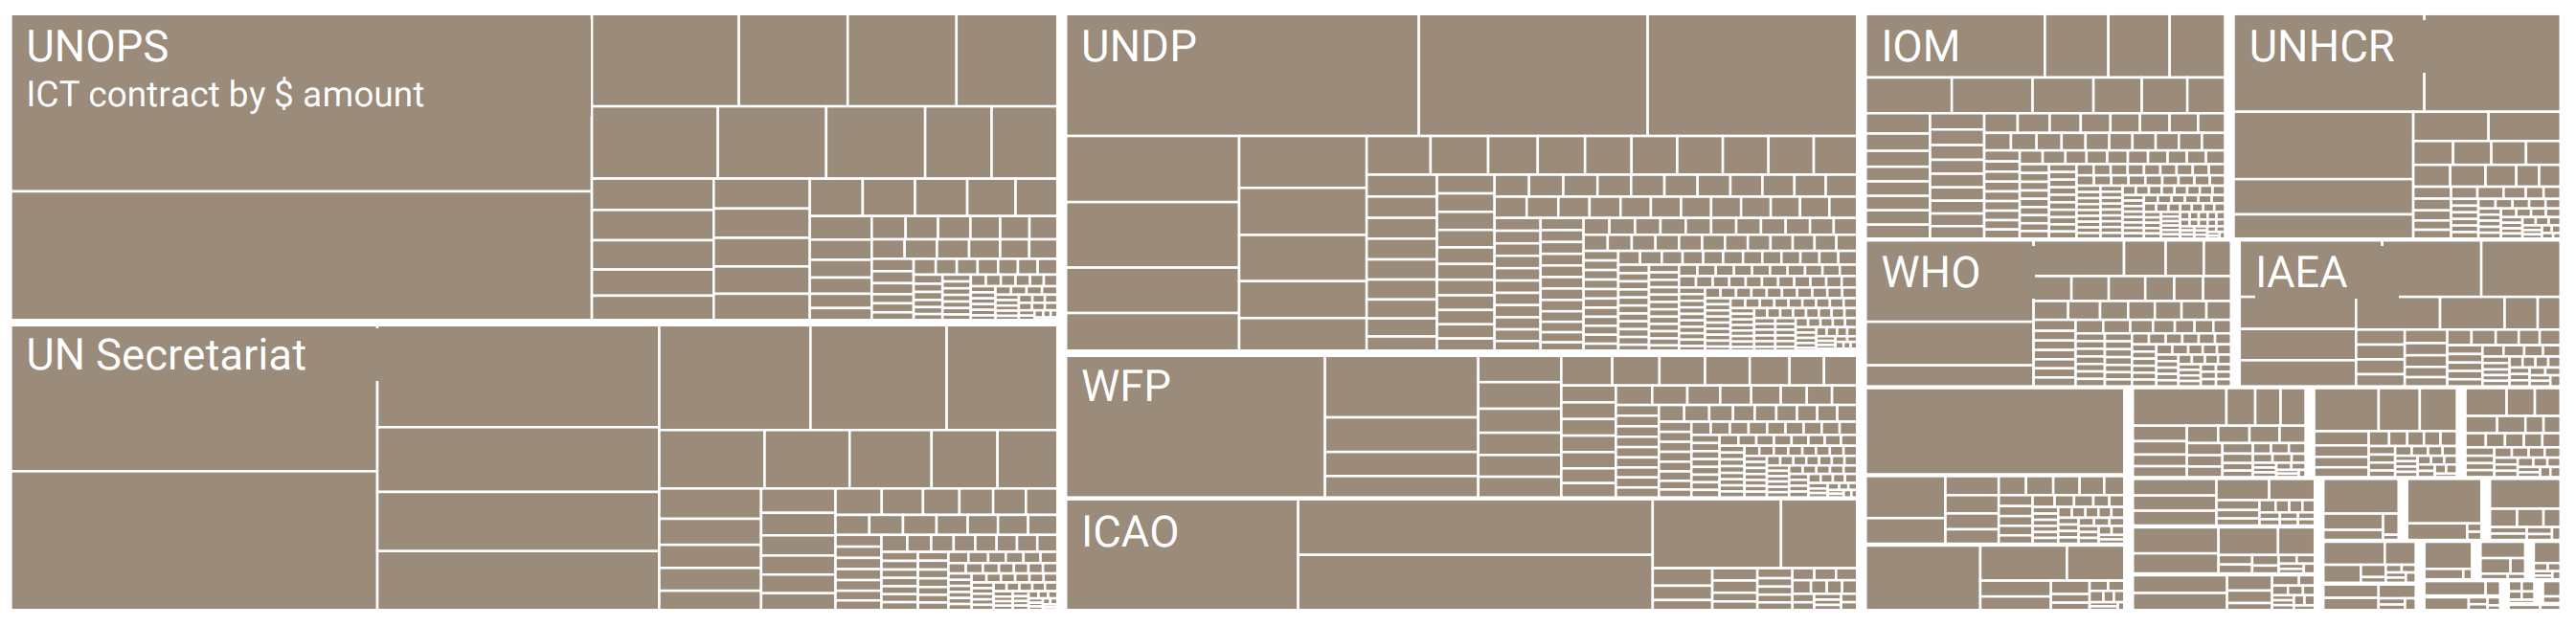 UNOPS
ICT contract by $ amount
UN Secretariat
UNDP
WFP
ICAO
IOM
UNHCR
WHO
IAEA